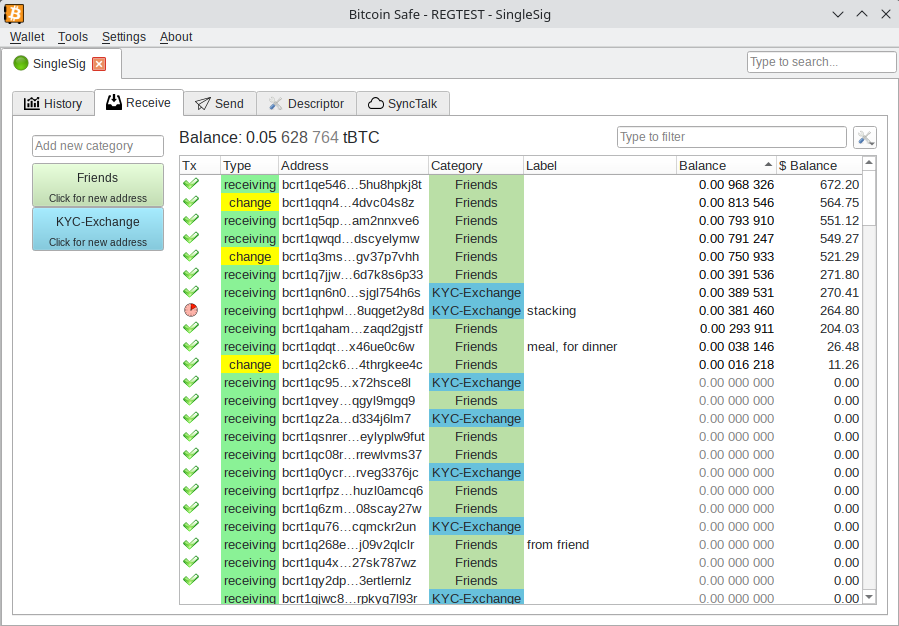 Bitcoin Safe - REGTEST - SingleSig
Wallet Tools Settings About
SingleSig
Type to search...
History Receive Send Descriptor SyncTalk
Add new category
Friends
Click for new address
KYC-Exchange
Click for new address
Balance: 0.05 628 764 tBTC
Type to filter
Tx Type Address Category Label Balance $ Balance
receiving bcrt1qe546...5hu8hpkj8t Friends 0.00 968 326 672.20
change bcrt1qqn4...4dvc04s8z Friends 0.00 813 546 564.75
receiving bcrt1q5qp...am2nnxve6 Friends 0.00 793 910 551.12
receiving bcrt1qwqd...dscyelymw Friends 0.00 791 247 549.27
change bcrt1q3ms...gv37p7vhh Friends 0.00 750 933 521.29
receiving bcrt1q7jjw...6d7k8s6p33 Friends 0.00 391 536 271.80
receiving bcrt1qn6n0...sjgl754h6s KYC-Exchange 0.00 389 531 270.41
receiving bcrt1qhpwl...8uqget2y8d KYC-Exchange stacking 0.00 381 460 264.80
receiving bcrt1qaham...zaqd2gjstf Friends 0.00 293 911 204.03
receiving bcrt1qdqt...x46ue0c6w Friends meal, for dinner 0.00 038 146 26.48
change bcrt1q2ck6...4thrgkee4c Friends 0.00 016 218 11.26
receiving bcrt1qc95...x72hsce8l KYC-Exchange 0.00 000 000 0.00
receiving bcrt1qvey...qgyl9mgq9 Friends 0.00 000 000 0.00
receiving bcrt1qz2a...d334j6lm7 KYC-Exchange 0.00 000 000 0.00
receiving bcrt1qsnrer...eylyplw9fut Friends 0.00 000 000 0.00
receiving bcrt1qc08r...rrewlvms37 Friends 0.00 000 000 0.00
receiving bcrt1q0ycr...rveg3376jc KYC-Exchange 0.00 000 000 0.00
receiving bcrt1qrfpz...huzl0amcq6 Friends 0.00 000 000 0.00
receiving bcrt1q6zm...08scay27w Friends 0.00 000 000 0.00
receiving bcrt1qu76...cqmckr2un KYC-Exchange 0.00 000 000 0.00
receiving bcrt1q268e...j09v2qlclr Friends from friend 0.00 000 000 0.00
receiving bcrt1qu4x...27sk787wz Friends 0.00 000 000 0.00
receiving bcrt1qy2dp...3ertlernlz Friends 0.00 000 000 0.00
receiving bcrt1qjwc8...rpkyq7l93r KYC-Exchange 0.00 000 000 0.00